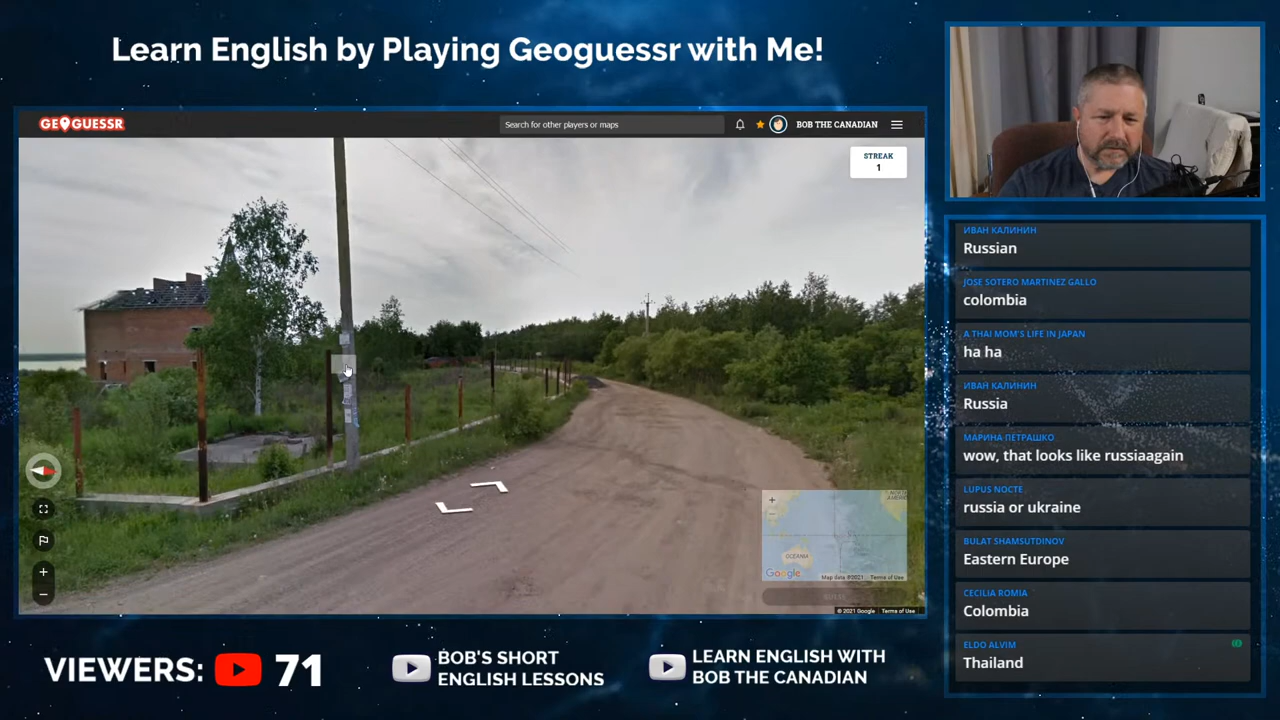 Learn English by Playing Geoguessr with Me!
GEOGUESSR
Search for other players or maps
BOB THE CANADIAN
STREAK
1
OCEANIA
Google
Map data ©2021
Terms of Use
© 2021 Google
Terms of Use
ИВАН КАЛИНИН
Russian
JOSE SOTERO MARTINEZ GALLO
colombia
A THAI MOM'S LIFE IN JAPAN
ha ha
ИВАН КАЛИНИН
Russia
МАРИНА ПЕТРАШКО
wow, that looks like russiaagain
LUPUS NOCTE
russia or ukraine
BULAT SHAMSUTDINOV
Eastern Europe
CECILIA ROMIA
Colombia
ELDO ALVIM
Thailand
VIEWERS: 71
BOB'S SHORT
ENGLISH LESSONS
LEARN ENGLISH WITH
BOB THE CANADIAN